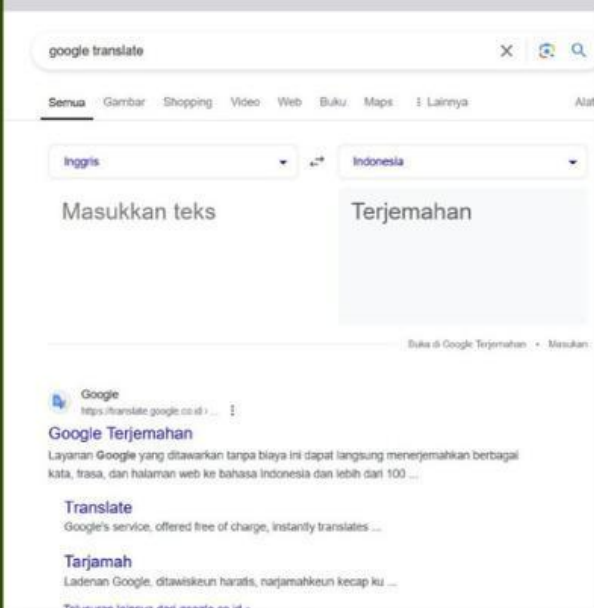 google translate
Semua Gambar Shopping Video Web Buku Maps Lainnya Alat
Inggris Indonesia
Masukkan teks Terjemahan
Buka di Google Terjemahan • Masukan
Google
https://translate.google.co.id › ...
Google Terjemahan
Layanan Google yang ditawarkan tanpa biaya ini dapat langsung menerjemahkan berbagai
kata, frasa, dan halaman web ke bahasa Indonesia dan lebih dari 100 ...
Translate
Google's service, offered free of charge, instantly translates ...
Tarjamah
Ladenan Google, ditawiskeun haratis, narjamahkeun kecap ku ...